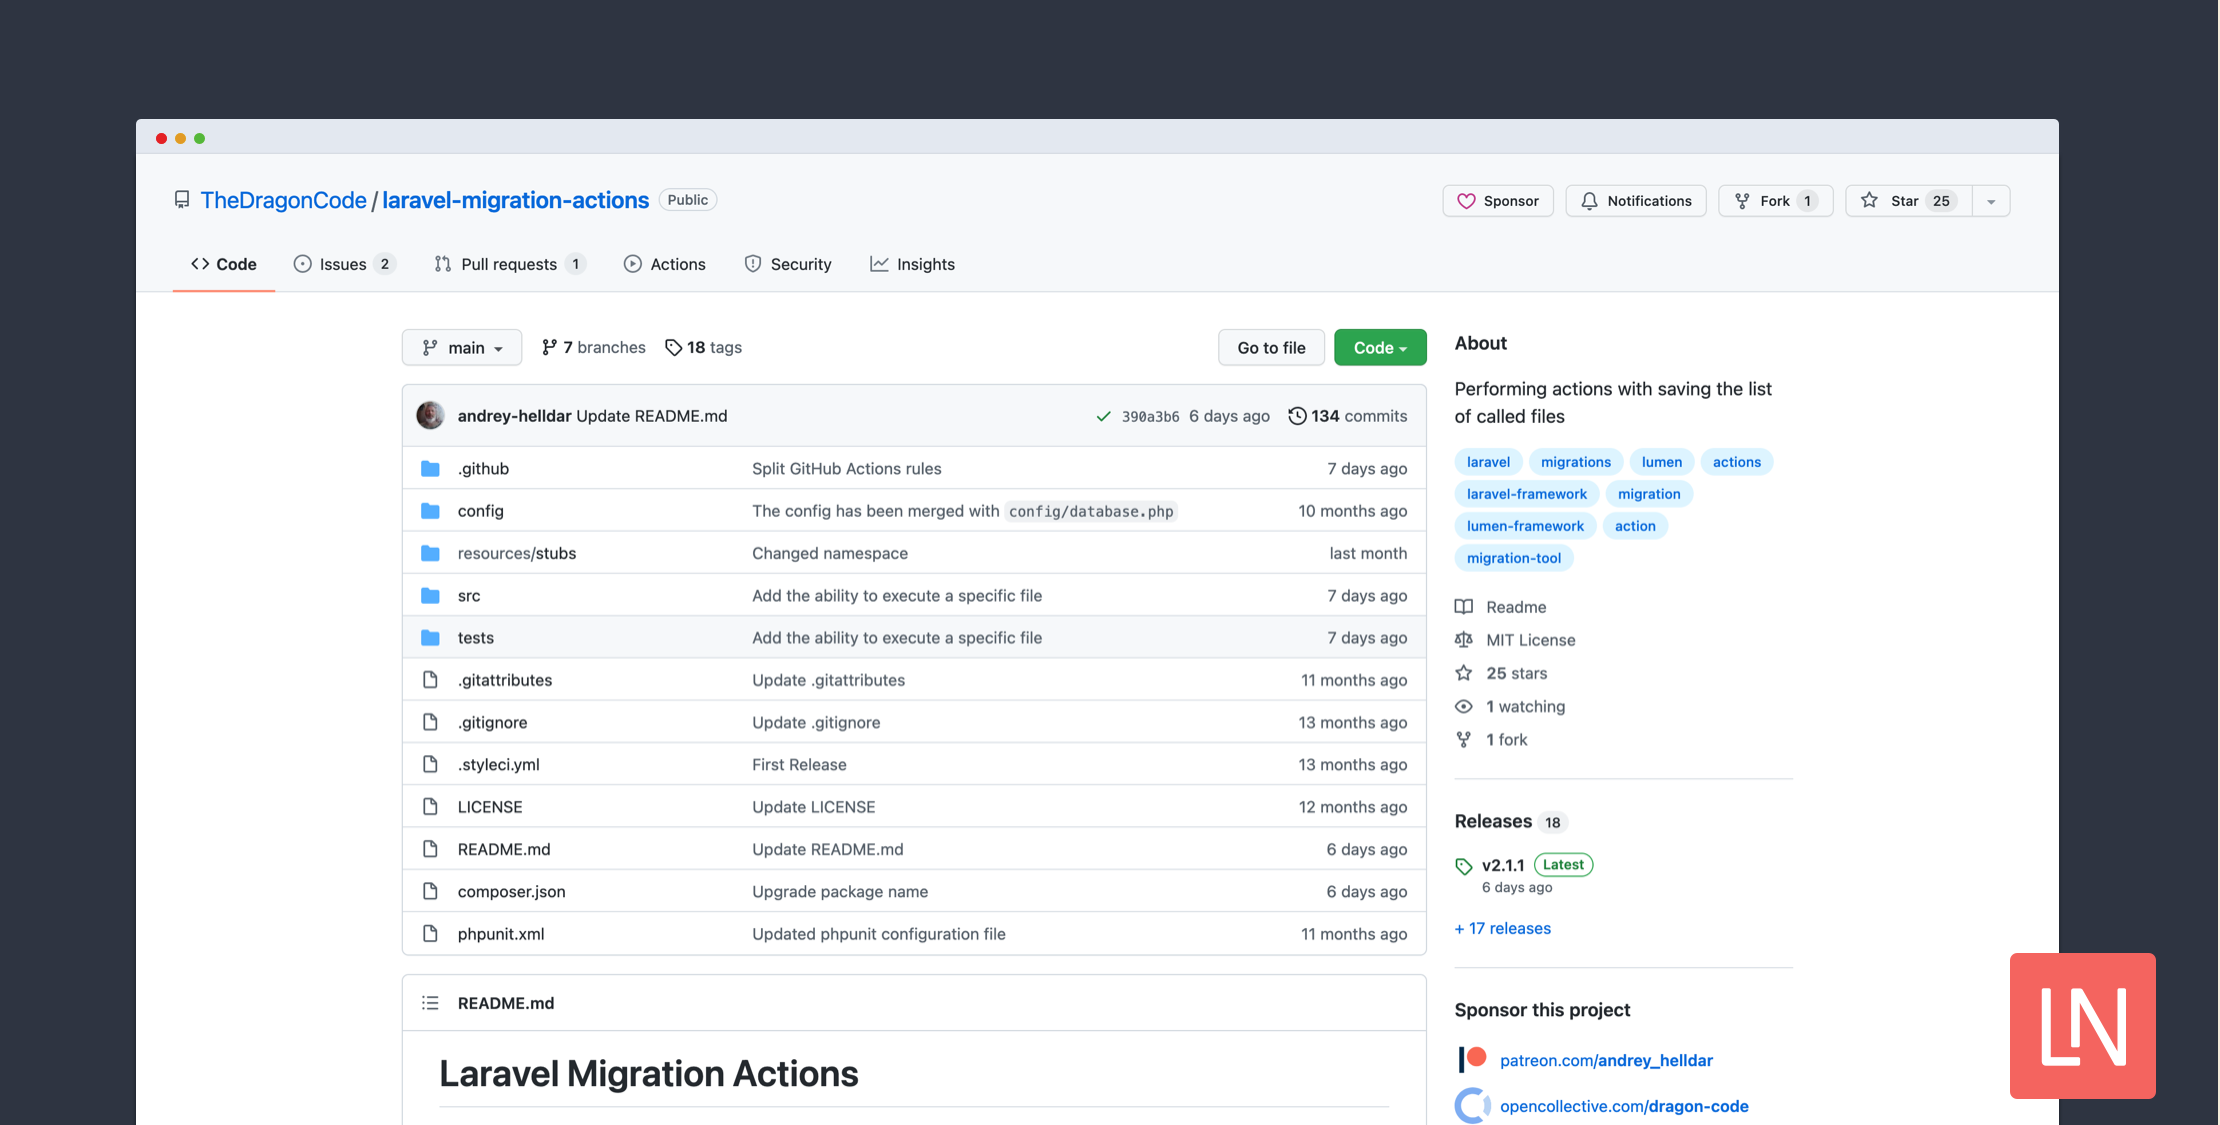 TheDragonCode / laravel-migration-actions Public
Sponsor Notifications Fork 1 Star 25
Code Issues 2 Pull requests 1 Actions Security Insights
main 7 branches 18 tags Go to file Code
andrey-helldar Update README.md 390a3b6 6 days ago 134 commits
.github Split GitHub Actions rules 7 days ago
config The config has been merged with config/database.php 10 months ago
resources/stubs Changed namespace last month
src Add the ability to execute a specific file 7 days ago
tests Add the ability to execute a specific file 7 days ago
.gitattributes Update .gitattributes 11 months ago
.gitignore Update .gitignore 13 months ago
.styleci.yml First Release 13 months ago
LICENSE Update LICENSE 12 months ago
README.md Update README.md 6 days ago
composer.json Upgrade package name 6 days ago
phpunit.xml Updated phpunit configuration file 11 months ago
README.md
Laravel Migration Actions
About
Performing actions with saving the list
of called files
laravel migrations lumen actions
laravel-framework migration
lumen-framework action
migration-tool
Readme
MIT License
25 stars
1 watching
1 fork
Releases 18
v2.1.1 Latest
6 days ago
+ 17 releases
Sponsor this project
patreon.com/andrey_helldar
opencollective.com/dragon-code
LN